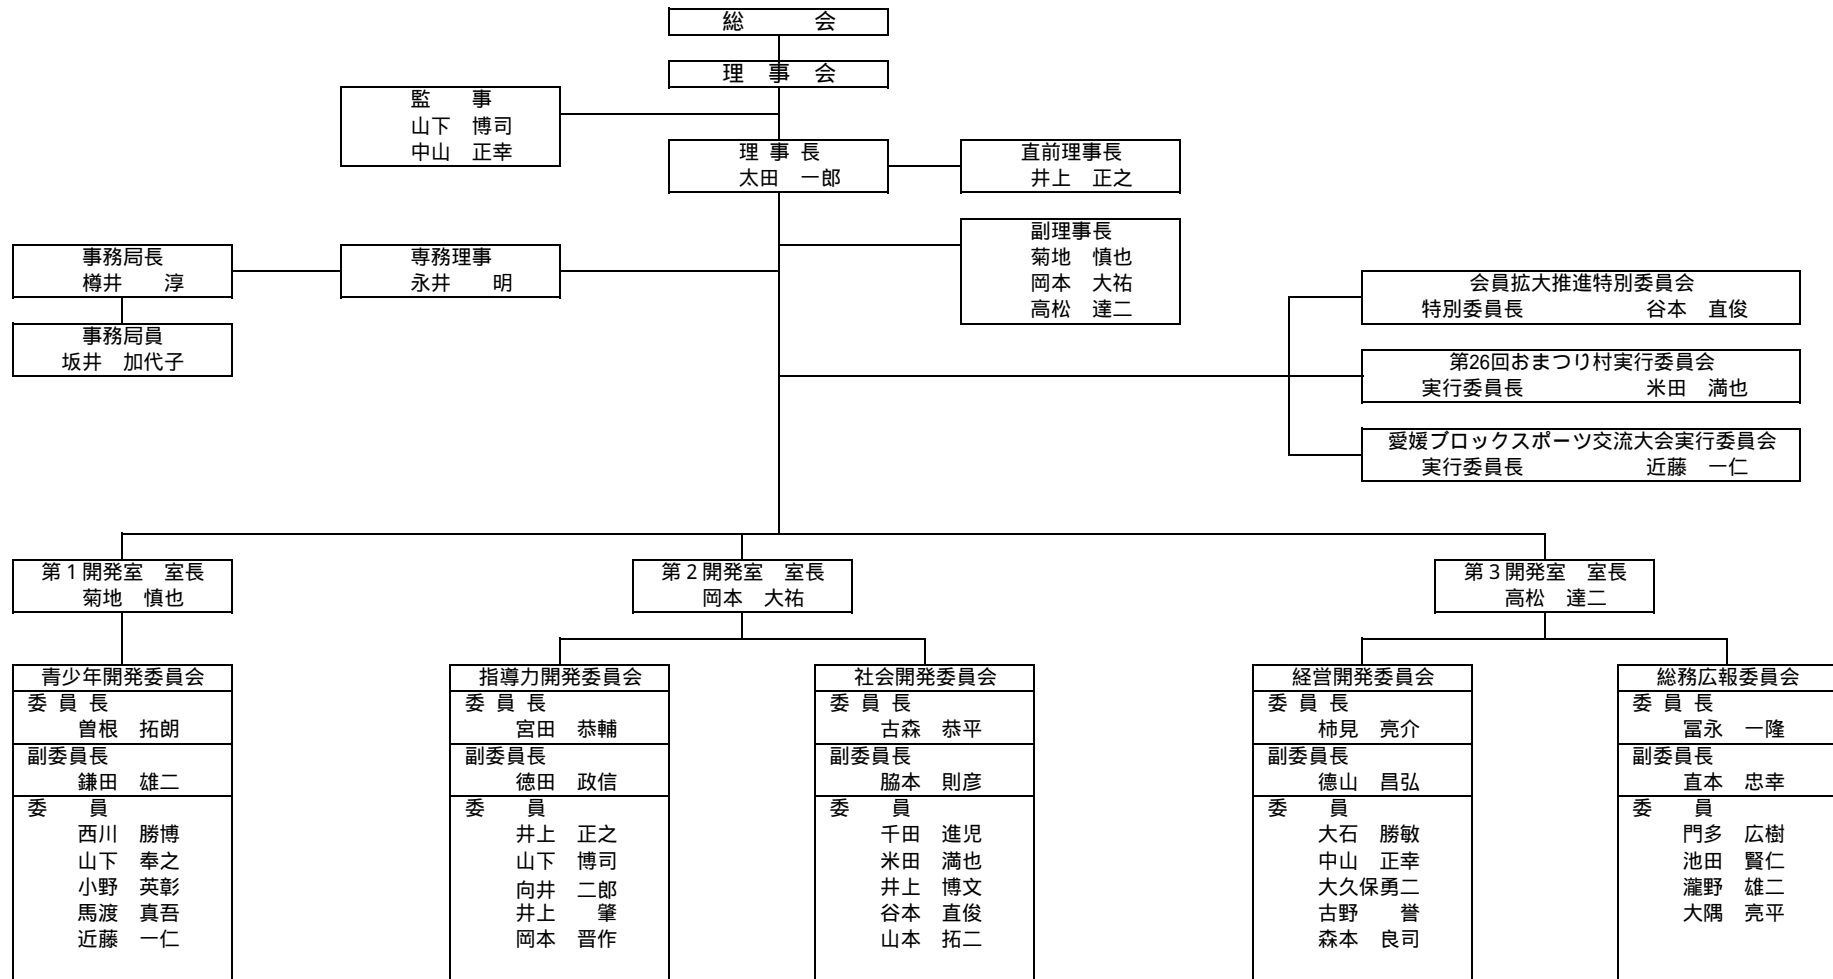 総　　　会
理　事　会
監　　事
山下　博司
中山　正幸
理 事 長
太田　一郎
直前理事長
井上　正之
副理事長
菊地　慎也
岡本　大祐
高松　達二
事務局長
樽井　　淳
専務理事
永井　　明
事務局員
坂井　加代子
会員拡大推進特別委員会
特別委員長　　　　　　谷本　直俊
第26回おまつり村実行委員会
実行委員長　　　　　　米田　満也
愛媛ブロックスポーツ交流大会実行委員会
実行委員長　　　　　　近藤　一仁
第１開発室　室長
菊地　慎也
第２開発室　室長
岡本　大祐
第３開発室　室長
高松　達二
青少年開発委員会
委 員 長
曽根　拓朗
副委員長
鎌田　雄二
委　　員
西川　勝博
山下　奉之
小野　英彰
馬渡　真吾
近藤　一仁
指導力開発委員会
委 員 長
宮田　恭輔
副委員長
徳田　政信
委　　員
井上　正之
山下　博司
向井　二郎
井上　　肇
岡本　晋作
社会開発委員会
委 員 長
古森　恭平
副委員長
脇本　則彦
委　　員
千田　進児
米田　満也
井上　博文
谷本　直俊
山本　拓二
経営開発委員会
委 員 長
柿見　亮介
副委員長
德山　昌弘
委　　員
大石　勝敏
中山　正幸
大久保勇二
古野　　誉
森本　良司
総務広報委員会
委 員 長
冨永　一隆
副委員長
直本　忠幸
委　　員
門多　広樹
池田　賢仁
瀧野　雄二
大隅　亮平